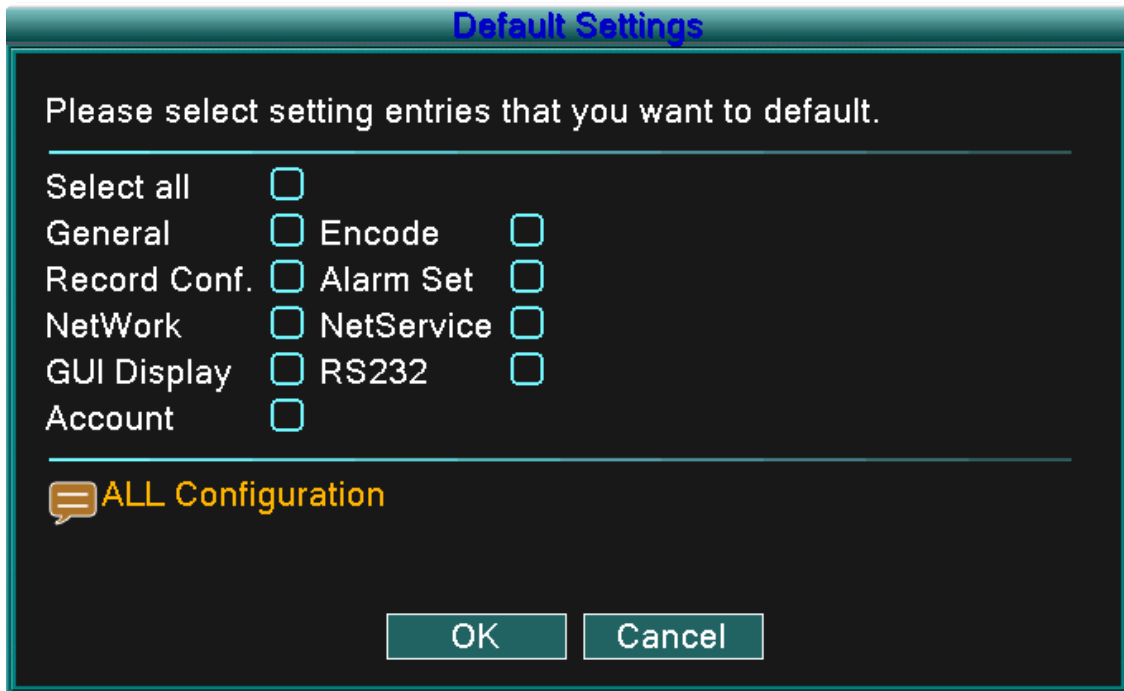 Default Settings
Please select setting entries that you want to default.
Select all
General Encode
Record Conf. Alarm Set
NetWork NetService
GUI Display RS232
Account
ALL Configuration
OK Cancel